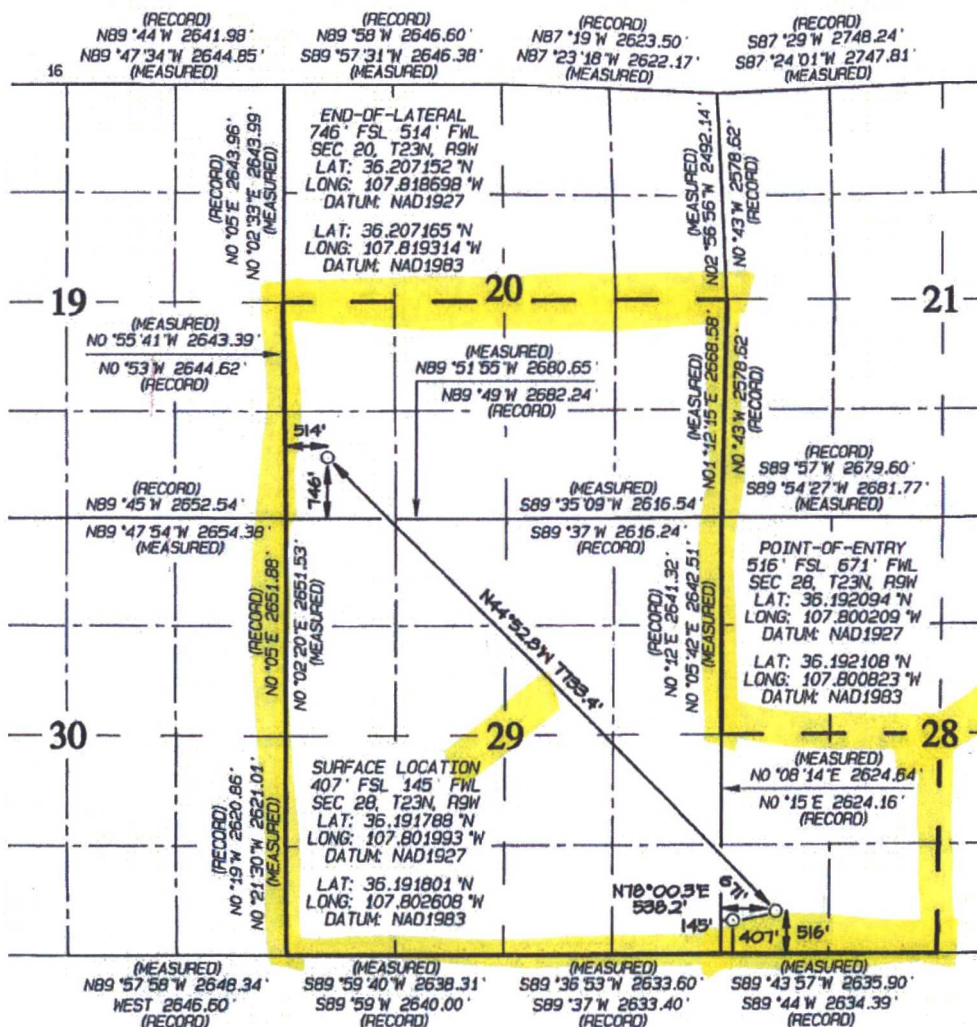 (RECORD)
N89°44'W 2641.98'
N89°47'34"W 2644.85'
(MEASURED)
(RECORD)
N89°58'W 2646.60'
S89°57'31"W 2646.38'
(MEASURED)
(RECORD)
N87°19'W 2623.50'
N87°23'18"W 2622.17'
(MEASURED)
(RECORD)
S87°29'W 2748.24'
S87°24'01"W 2747.81'
(MEASURED)
16
(RECORD)
N0°05'E 2643.96'
N0°02'33"E 2643.99'
(MEASURED)
END-OF-LATERAL
746' FSL 514' FWL
SEC 20, T23N, R9W
LAT: 36.207152°N
LONG: 107.818698°W
DATUM: NAD1927
LAT: 36.207165°N
LONG: 107.819314°W
DATUM: NAD1983
(MEASURED)
N02°56'56"W 2492.14'
N0°43'W 2578.62'
(RECORD)
19
20
21
(MEASURED)
N0°55'41"W 2643.39'
N0°53'W 2644.62'
(RECORD)
(MEASURED)
N89°51'55"W 2680.65'
N89°49'W 2682.24'
(RECORD)
(MEASURED)
N01°12'15"E 2668.58'
N0°43'W 2578.62'
(RECORD)
514'
746'
(RECORD)
N89°45'W 2652.54'
N89°47'54"W 2654.38'
(MEASURED)
(MEASURED)
S89°35'09"W 2616.54'
S89°37'W 2616.24'
(RECORD)
(RECORD)
S89°57'W 2679.60'
S89°54'27"W 2681.77'
(MEASURED)
(RECORD)
N0°05'E 2651.88'
N0°02'20"E 2651.53'
(MEASURED)
N44°52.8'W 7733.4'
(RECORD)
N0°12'E 2641.32'
N0°05'42"E 2642.51'
(MEASURED)
POINT-OF-ENTRY
516' FSL 671' FWL
SEC 28, T23N, R9W
LAT: 36.192094°N
LONG: 107.800209°W
DATUM: NAD1927
LAT: 36.192108°N
LONG: 107.800823°W
DATUM: NAD1983
30
29
28
(RECORD)
N0°19'W 2620.86'
N0°21'30"W 2621.01'
(MEASURED)
SURFACE LOCATION
407' FSL 145' FWL
SEC 28, T23N, R9W
LAT: 36.191788°N
LONG: 107.801993°W
DATUM: NAD1927
LAT: 36.191801°N
LONG: 107.802608°W
DATUM: NAD1983
(MEASURED)
N0°08'14"E 2624.64'
N0°15'E 2624.16'
(RECORD)
N78°00.3'E
538.2'
671'
145'
407'
516'
(MEASURED)
N89°57'58"W 2648.34'
WEST 2646.60'
(RECORD)
(MEASURED)
S89°59'40"W 2638.31'
S89°59'W 2640.00'
(RECORD)
(MEASURED)
S89°36'53"W 2633.60'
S89°37'W 2633.40'
(RECORD)
(MEASURED)
S89°43'57"W 2635.90'
S89°44'W 2634.39'
(RECORD)